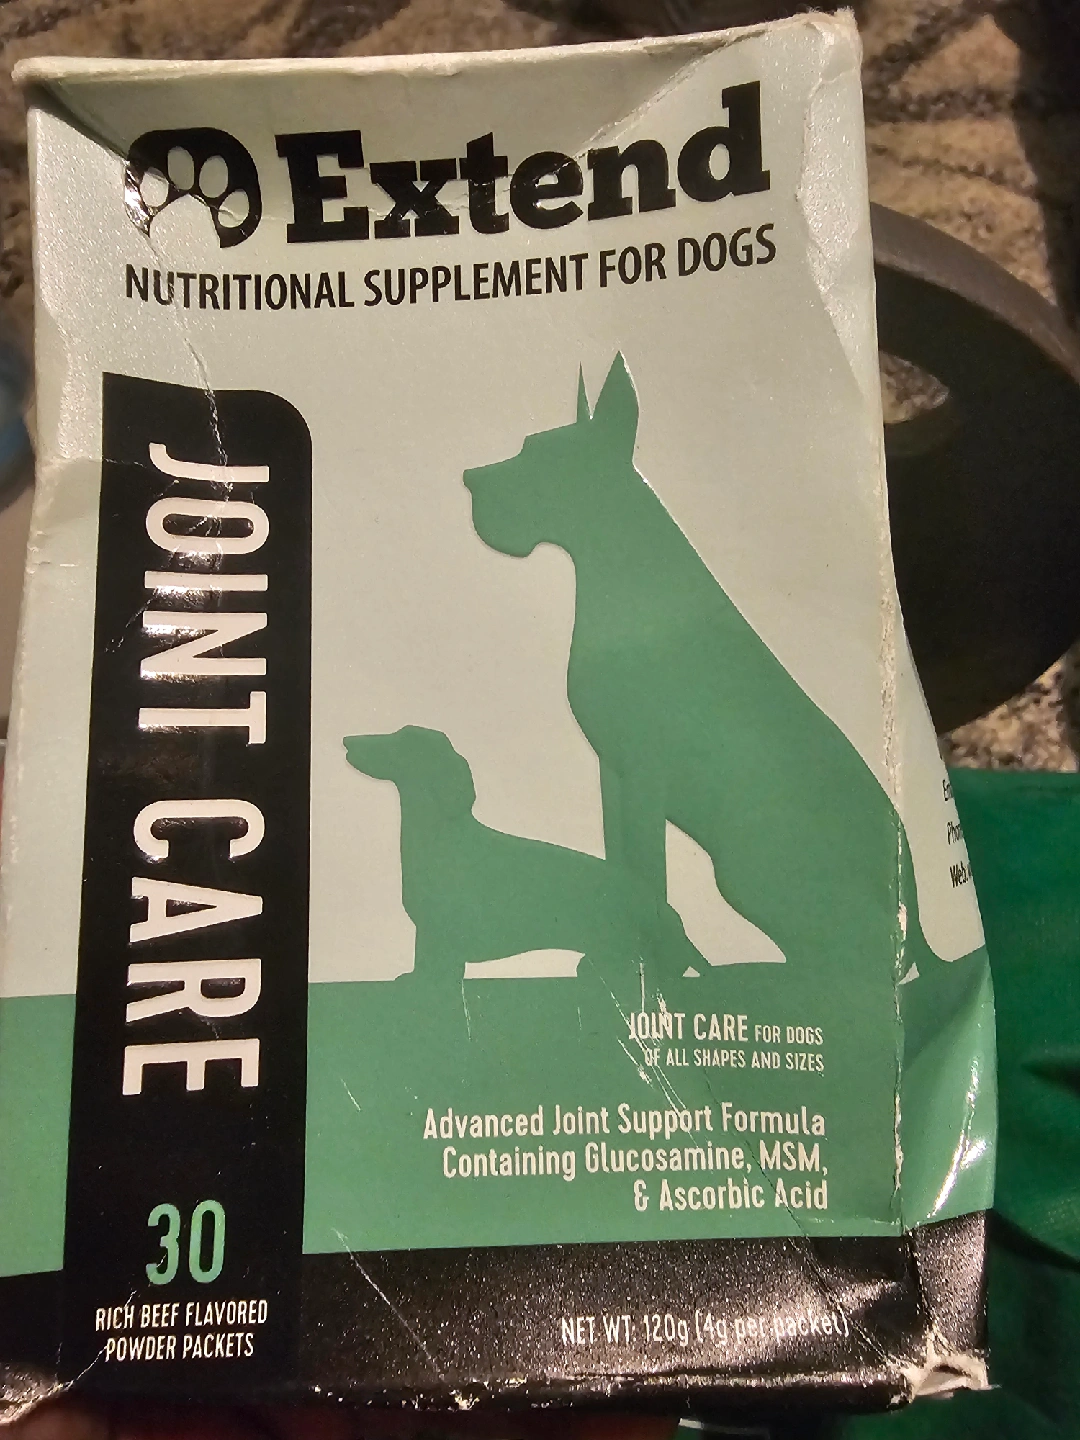 Extend
NUTRITIONAL SUPPLEMENT FOR DOGS
JOINT CARE
JOINT CARE FOR DOGS
OF ALL SHAPES AND SIZES
Advanced Joint Support Formula
Containing Glucosamine, MSM,
& Ascorbic Acid
30
RICH BEEF FLAVORED
POWDER PACKETS
NET WT: 120g (4g per packet)